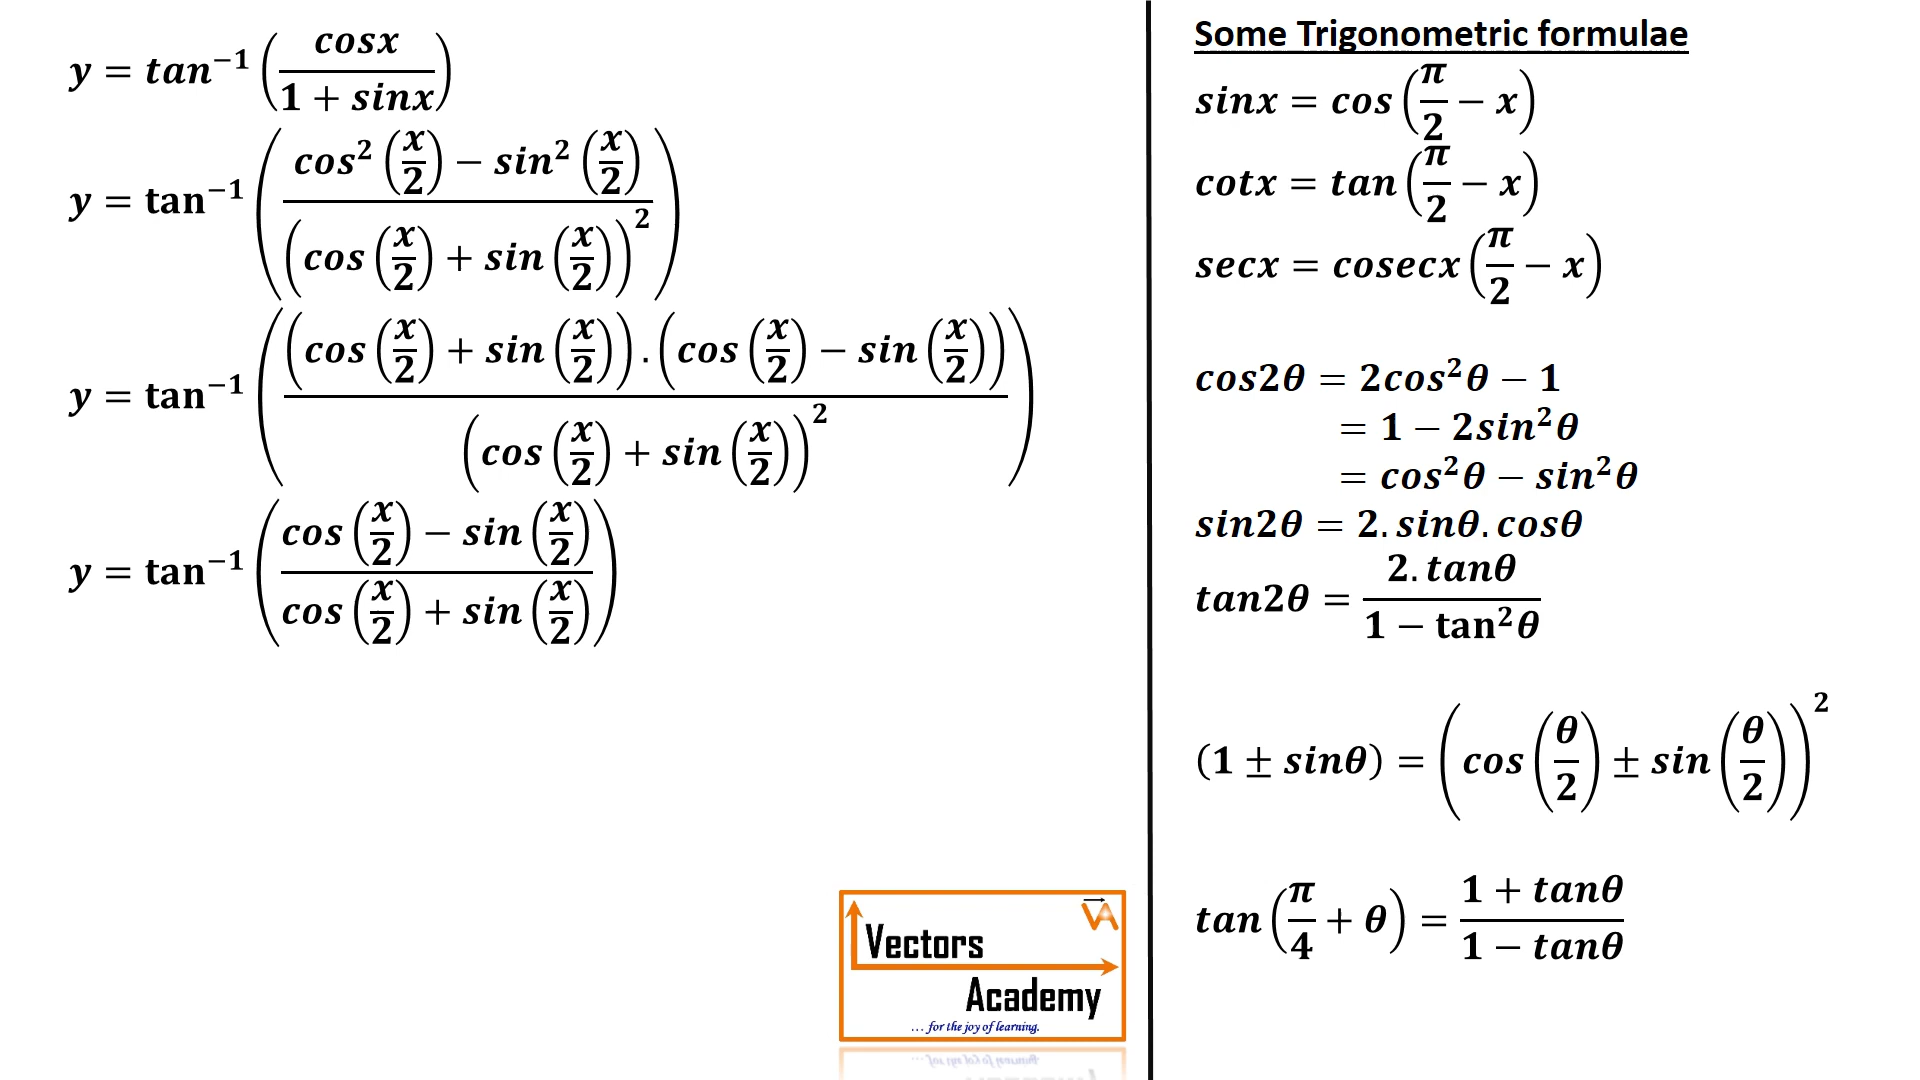 y = tan⁻¹ (cosx / (1 + sinx))
y = tan⁻¹ ((cos² (x/2) − sin² (x/2)) / (cos (x/2) + sin (x/2))²)
y = tan⁻¹ (((cos (x/2) + sin (x/2)) . (cos (x/2) − sin (x/2))) / (cos (x/2) + sin (x/2))²)
y = tan⁻¹ ((cos (x/2) − sin (x/2)) / (cos (x/2) + sin (x/2)))
Vectors
VA
Academy
... for the joy of learning.
Some Trigonometric formulae
sinx = cos (π/2 − x)
cotx = tan (π/2 − x)
secx = cosecx (π/2 − x)
cos2θ = 2cos²θ − 1
= 1 − 2sin²θ
= cos²θ − sin²θ
sin2θ = 2. sinθ. cosθ
tan2θ = 2. tanθ / (1 − tan²θ)
(1 ± sinθ) = (cos (θ/2) ± sin (θ/2))²
tan (π/4 + θ) = (1 + tanθ) / (1 − tanθ)